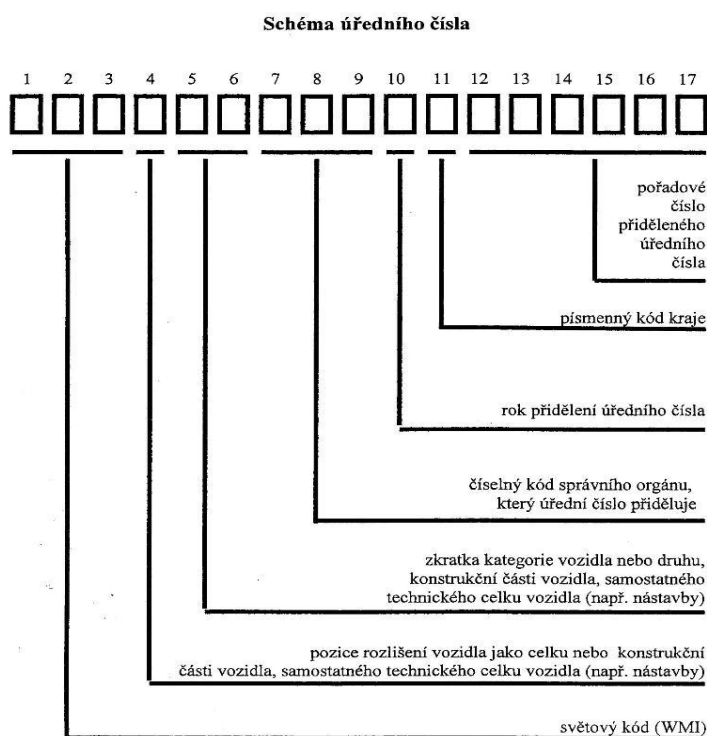 Schéma úředního čísla
1 2 3 4 5 6 7 8 9 10 11 12 13 14 15 16 17
pořadové
číslo
přiděleného
úředního
čísla
písmenný kód kraje
rok přidělení úředního čísla
číselný kód správního orgánu,
který úřední číslo přiděluje
zkratka kategorie vozidla nebo druhu,
konstrukční části vozidla, samostatného
technického celku vozidla (např. nástavby)
pozice rozlišení vozidla jako celku nebo konstrukční
části vozidla, samostatného technického celku vozidla (např. nástavby)
světový kód (WMI)